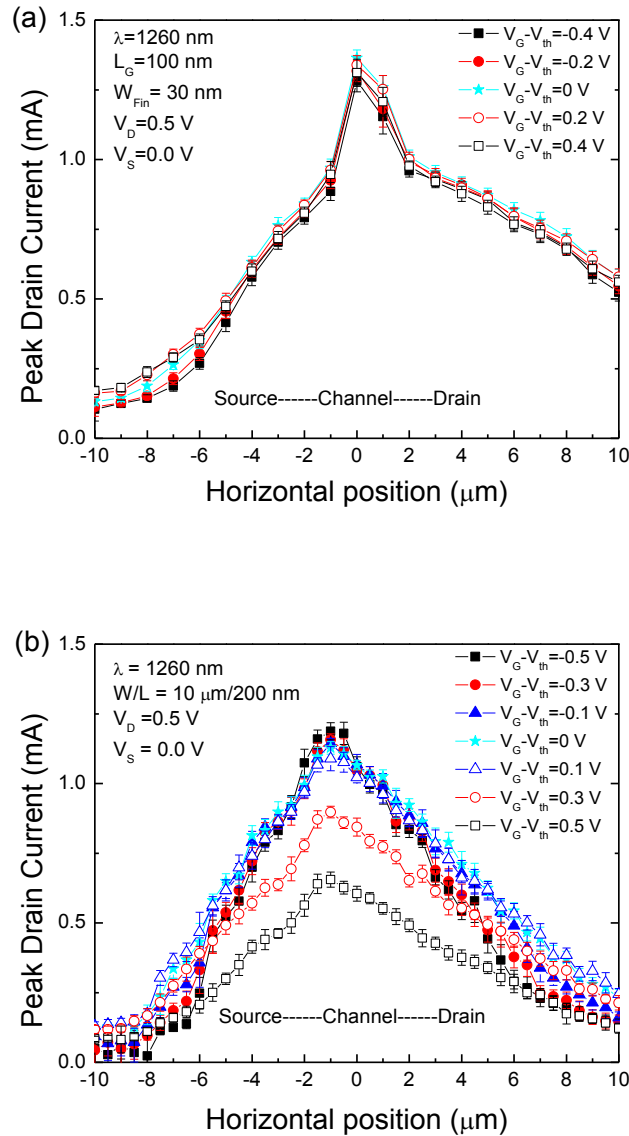 (a)
λ=1260 nm
L_G=100 nm
W_Fin = 30 nm
V_D=0.5 V
V_S=0.0 V
V_G-V_th=-0.4 V
V_G-V_th=-0.2 V
V_G-V_th=0 V
V_G-V_th=0.2 V
V_G-V_th=0.4 V
1.5
1.0
0.5
0.0
Peak Drain Current (mA)
Source------Channel------Drain
-10 -8 -6 -4 -2 0 2 4 6 8 10
Horizontal position (μm)
(b)
λ = 1260 nm
W/L = 10 μm/200 nm
V_D =0.5 V
V_S = 0.0 V
V_G-V_th=-0.5 V
V_G-V_th=-0.3 V
V_G-V_th=-0.1 V
V_G-V_th=0 V
V_G-V_th=0.1 V
V_G-V_th=0.3 V
V_G-V_th=0.5 V
1.5
1.0
0.5
0.0
Peak Drain Current (mA)
Source------Channel------Drain
-10 -8 -6 -4 -2 0 2 4 6 8 10
Horizontal position (μm)